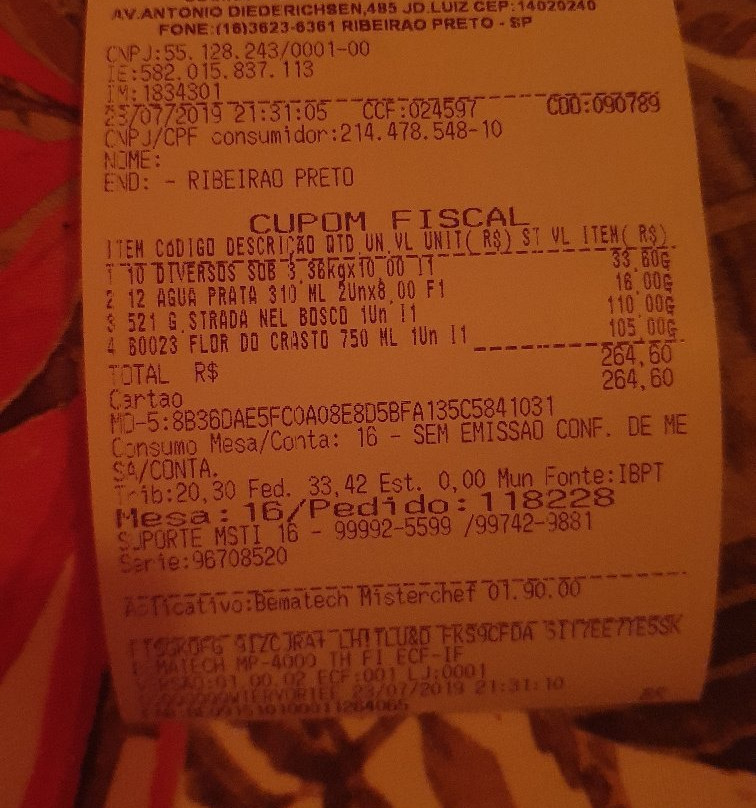 AV.ANTONIO DIEDERICHSEN,485 JD.LUIZ CEP:14020240
FONE:(16)3623-6361 RIBEIRAO PRETO - SP
CNPJ:55.128.243/0001-00
IE:582.015.837.113
IM:1834301
23/07/2019 21:31:05 CCF:024597 COO:090789
CNPJ/CPF consumidor:214.478.548-10
NOME:
END: - RIBEIRAO PRETO
CUPOM FISCAL
ITEM CÓDIGO DESCRIÇÃO QTD.UN.VL UNIT( R$) ST VL ITEM( R$)
1 10 DIVERSOS SOB 3,36kgx10,00 I1 33,60G
2 12 AGUA PRATA 310 ML 2Unx8,00 F1 16,00G
3 521 G.STRADA NEL BOSCO 1Un I1 110,00G
4 60023 FLOR DO CRASTO 750 ML 1Un I1 105,00G
TOTAL R$ 264,60
Cartao 264,60
MD-5:8B36DAE5FC0A08E8D5BFA135C5841031
Consumo Mesa/Conta: 16 - SEM EMISSAO CONF. DE ME
SA/CONTA.
Trib:20,30 Fed. 33,42 Est. 0,00 Mun Fonte:IBPT
Mesa: 16/Pedido: 118228
SUPORTE MSTI 16 - 99992-5599 /99742-9881
Serie:96708520
Aplicativo:Bematech Misterchef 01.90.00
BEMATECH MP-4000 TH FI ECF-IF
VERSÃO:01.00.02 ECF:001 LJ:0001
23/07/2019 21:31:10
BR